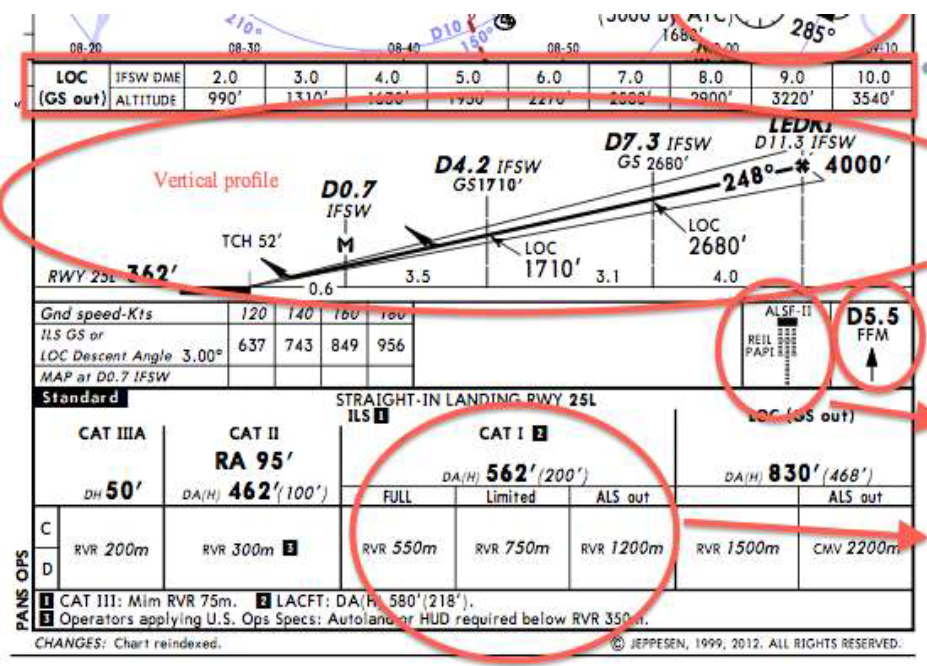 210°
D10
150°
(5000 D) ATC)
1680'
285°
08-20 08-30 08-40 08-50 09-00 09-10
LOC IFSW DME 2.0 3.0 4.0 5.0 6.0 7.0 8.0 9.0 10.0
(GS out) ALTITUDE 990' 1310' 1630' 1950' 2270' 2580' 2900' 3220' 3540'
LEDKI
D7.3 IFSW D11.3 IFSW
D4.2 IFSW GS 2680' 4000'
GS1710' 248°
Vertical profile
D0.7
IFSW
TCH 52' M LOC
LOC 2680'
1710'
RWY 25L 362' 0.6 3.5 3.1 4.0
Gnd speed-Kts 120 140 160 180
ILS GS or
LOC Descent Angle 3.00° 637 743 849 956
MAP at D0.7 IFSW
ALSF-II
REIL
PAPI
D5.5
FFM
Standard STRAIGHT-IN LANDING RWY 25L
ILS 1 LOC (GS out)
CAT IIIA CAT II CAT I 2
RA 95'
DH 50' DA(H) 462'(100') DA(H) 562'(200') DA(H) 830'(468')
FULL Limited ALS out ALS out
C
RVR 200m RVR 300m 3 RVR 550m RVR 750m RVR 1200m RVR 1500m CMV 2200m
D
PANS OPS
1 CAT III: Mim RVR 75m. 2 LACFT: DA(H) 580'(218').
3 Operators applying U.S. Ops Specs: Autoland or HUD required below RVR 350m.
CHANGES: Chart reindexed. © JEPPESEN, 1999, 2012. ALL RIGHTS RESERVED.